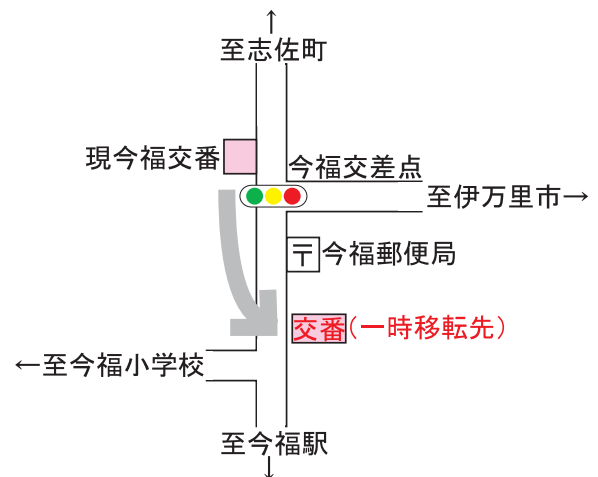 ↑
至志佐町
現今福交番
今福交差点
至伊万里市→
〒今福郵便局
交番(一時移転先)
←至今福小学校
至今福駅
↓